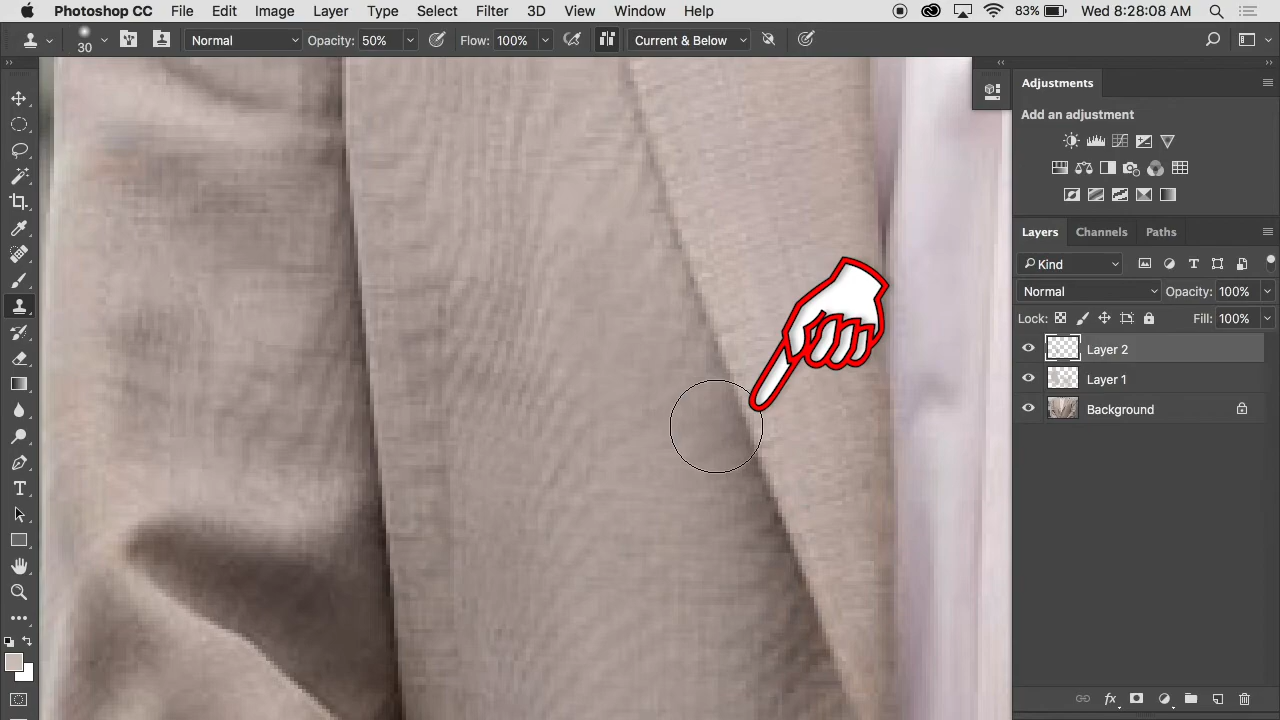 Photoshop CC File Edit Image Layer Type Select Filter 3D View Window Help 83% Wed 8:28:08 AM
30 Normal Opacity: 50% Flow: 100% Current & Below
Adjustments
Add an adjustment
Layers Channels Paths
Kind T
Normal Opacity: 100%
Lock: Fill: 100%
Layer 2
Layer 1
Background
T
fx